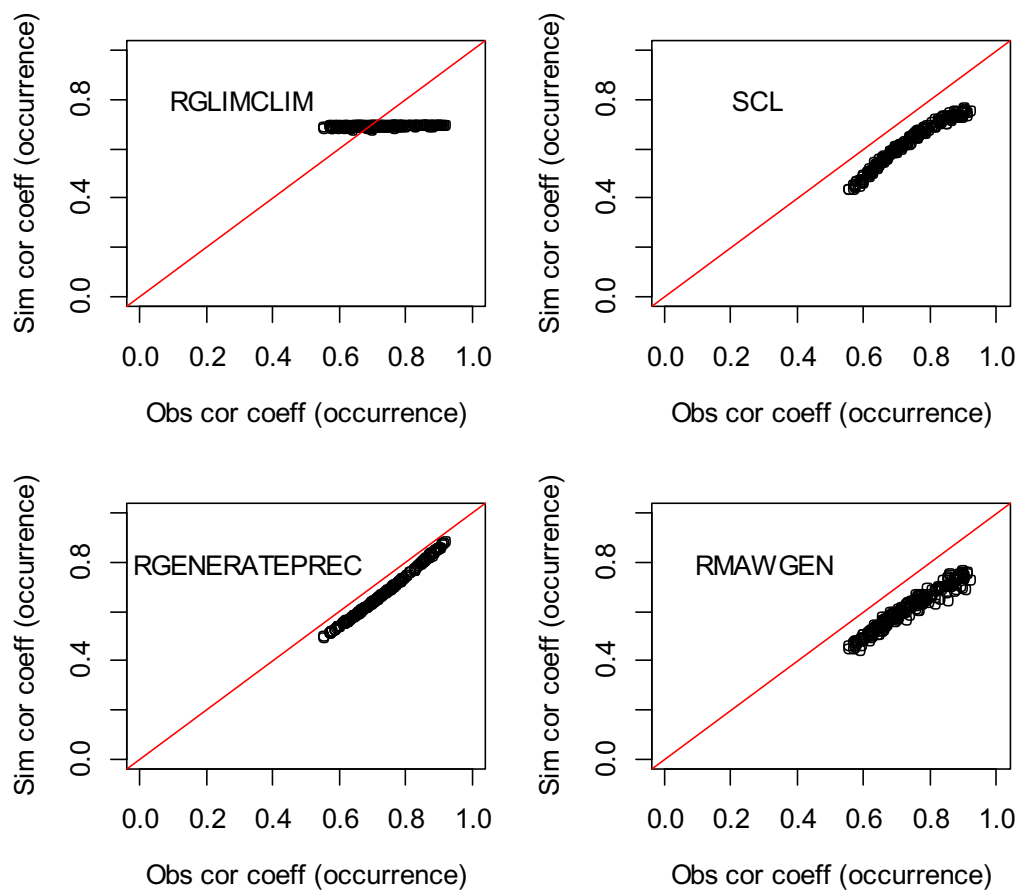 Sim cor coeff (occurrence)
0.0 0.4 0.8
RGLIMCLIM
0.0 0.2 0.4 0.6 0.8 1.0
Obs cor coeff (occurrence)
Sim cor coeff (occurrence)
0.0 0.4 0.8
SCL
0.0 0.2 0.4 0.6 0.8 1.0
Obs cor coeff (occurrence)
Sim cor coeff (occurrence)
0.0 0.4 0.8
RGENERATEPREC
0.0 0.2 0.4 0.6 0.8 1.0
Obs cor coeff (occurrence)
Sim cor coeff (occurrence)
0.0 0.4 0.8
RMAWGEN
0.0 0.2 0.4 0.6 0.8 1.0
Obs cor coeff (occurrence)